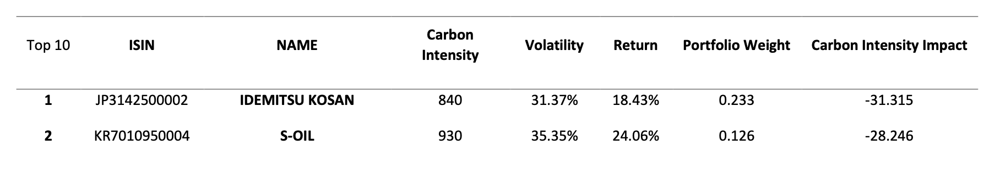 Top 10 ISIN NAME Carbon Intensity Volatility Return Portfolio Weight Carbon Intensity Impact
1 JP3142500002 IDEMITSU KOSAN 840 31.37% 18.43% 0.233 -31.315
2 KR7010950004 S-OIL 930 35.35% 24.06% 0.126 -28.246